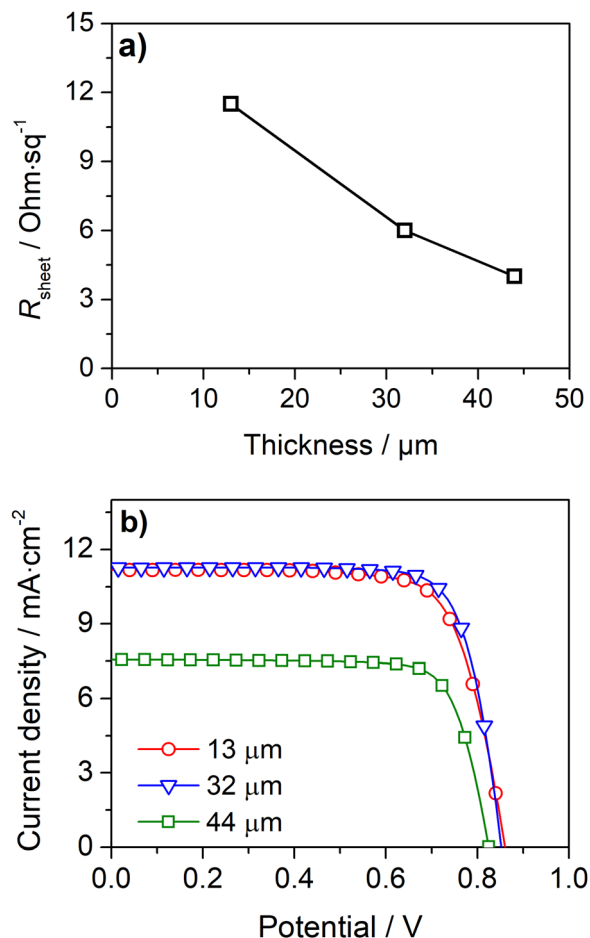 a)
15
12
9
6
3
0
R_sheet / Ohm·sq⁻¹
0 10 20 30 40 50
Thickness / µm
b)
12
9
6
3
0
Current density / mA·cm⁻²
13 µm
32 µm
44 µm
0.0 0.2 0.4 0.6 0.8 1.0
Potential / V